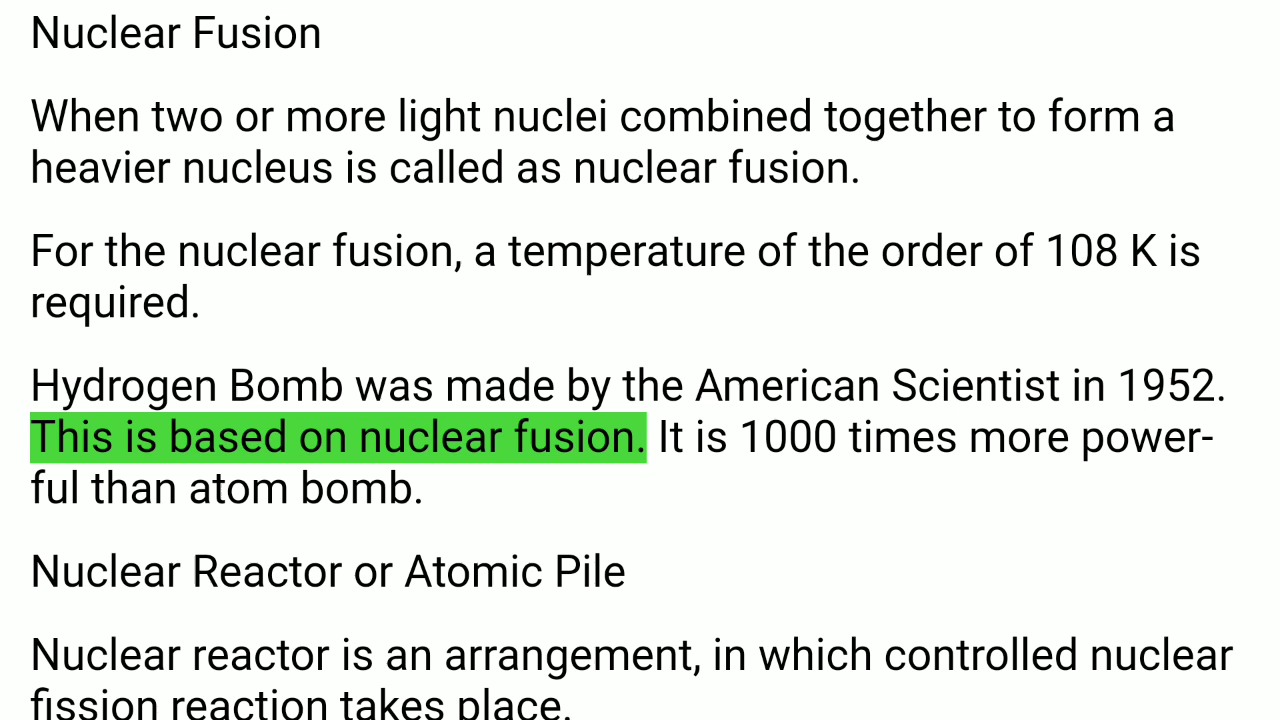 Nuclear Fusion
When two or more light nuclei combined together to form a
heavier nucleus is called as nuclear fusion.
For the nuclear fusion, a temperature of the order of 108 K is
required.
Hydrogen Bomb was made by the American Scientist in 1952.
This is based on nuclear fusion. It is 1000 times more power-
ful than atom bomb.
Nuclear Reactor or Atomic Pile
Nuclear reactor is an arrangement, in which controlled nuclear
fission reaction takes place.